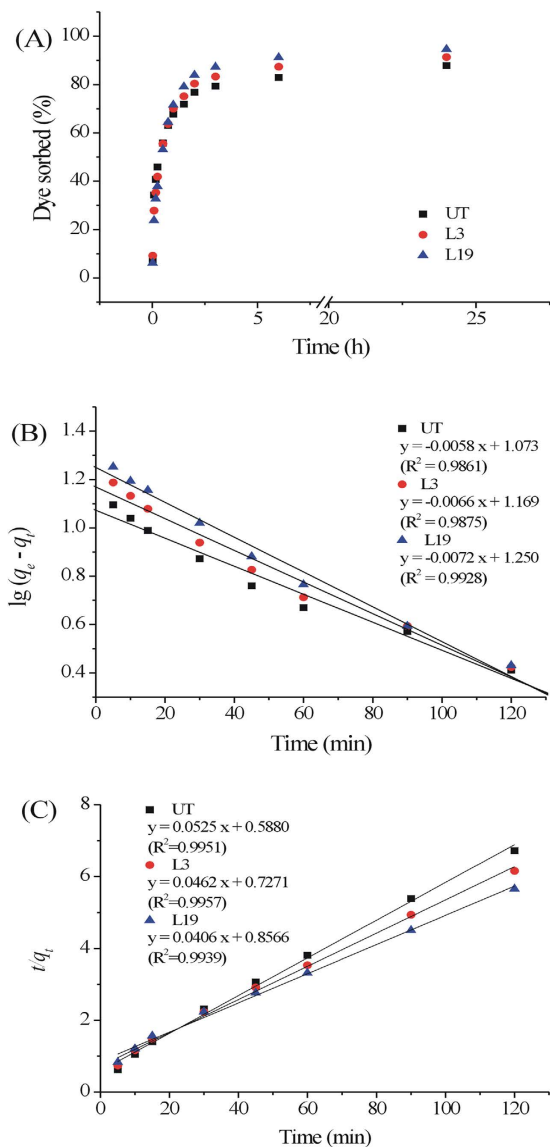 (A)
Dye sorbed (%)
100
80
60
40
20
0
UT
L3
L19
0 5 20 25
Time (h)
(B)
lg (qe - qt)
1.4
1.2
1.0
0.8
0.6
0.4
UT
y = -0.0058 x + 1.073
(R² = 0.9861)
L3
y = -0.0066 x + 1.169
(R² = 0.9875)
L19
y = -0.0072 x + 1.250
(R² = 0.9928)
0 20 40 60 80 100 120
Time (min)
(C)
t/qt
8
6
4
2
0
UT
y = 0.0525 x + 0.5880
(R²=0.9951)
L3
y = 0.0462 x + 0.7271
(R²=0.9957)
L19
y = 0.0406 x + 0.8566
(R²=0.9939)
0 20 40 60 80 100 120
Time (min)